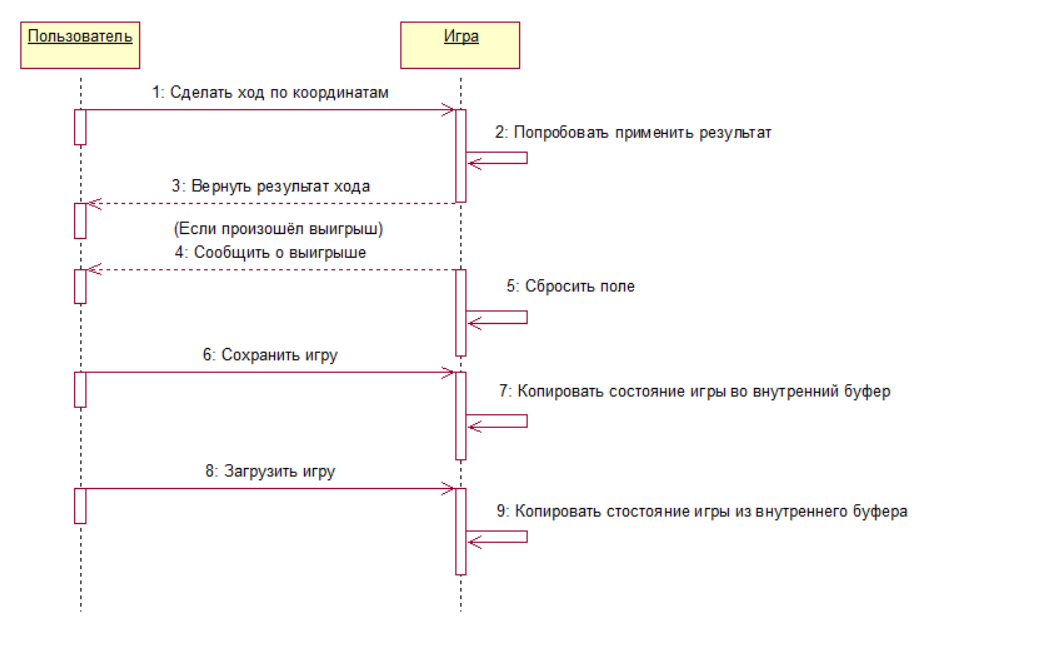 Пользователь
Игра
1: Сделать ход по координатам
2: Попробовать применить результат
3: Вернуть результат хода
(Если произошёл выигрыш)
4: Сообщить о выигрыше
5: Сбросить поле
6: Сохранить игру
7: Копировать состояние игры во внутренний буфер
8: Загрузить игру
9: Копировать стостояние игры из внутреннего буфера